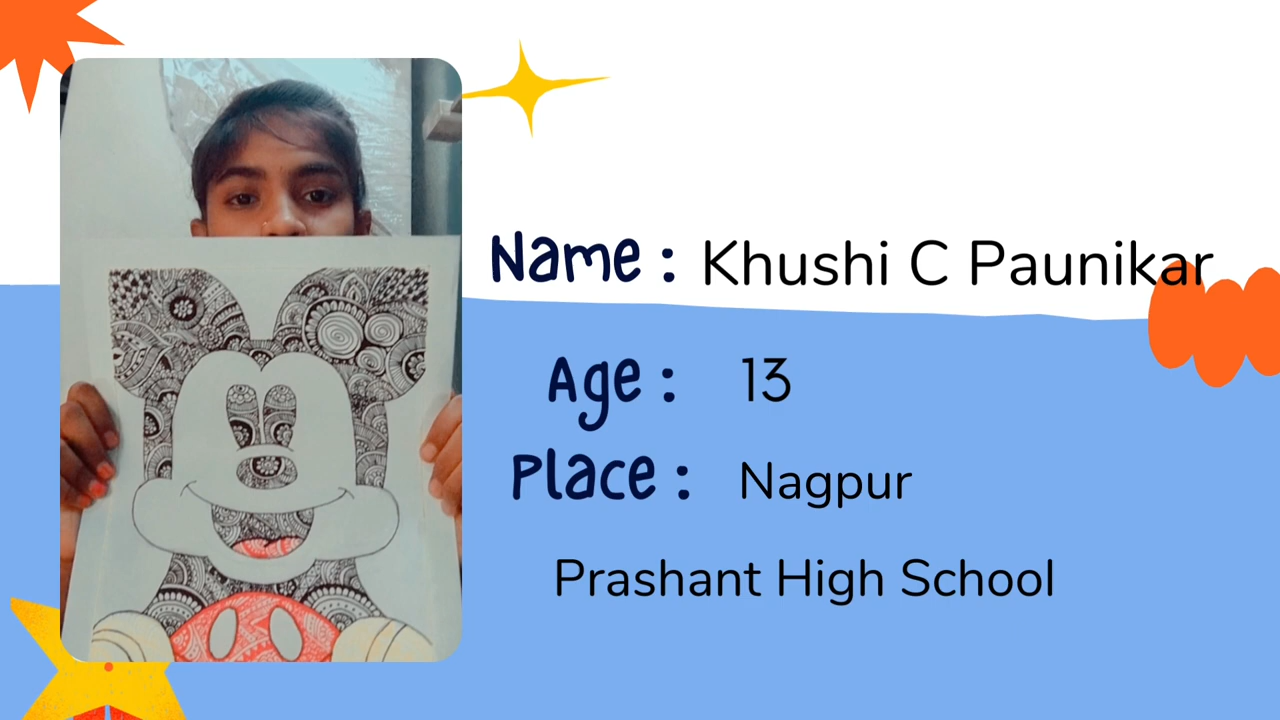 Name : Khushi C Paunikar
Age : 13
Place : Nagpur
Prashant High School